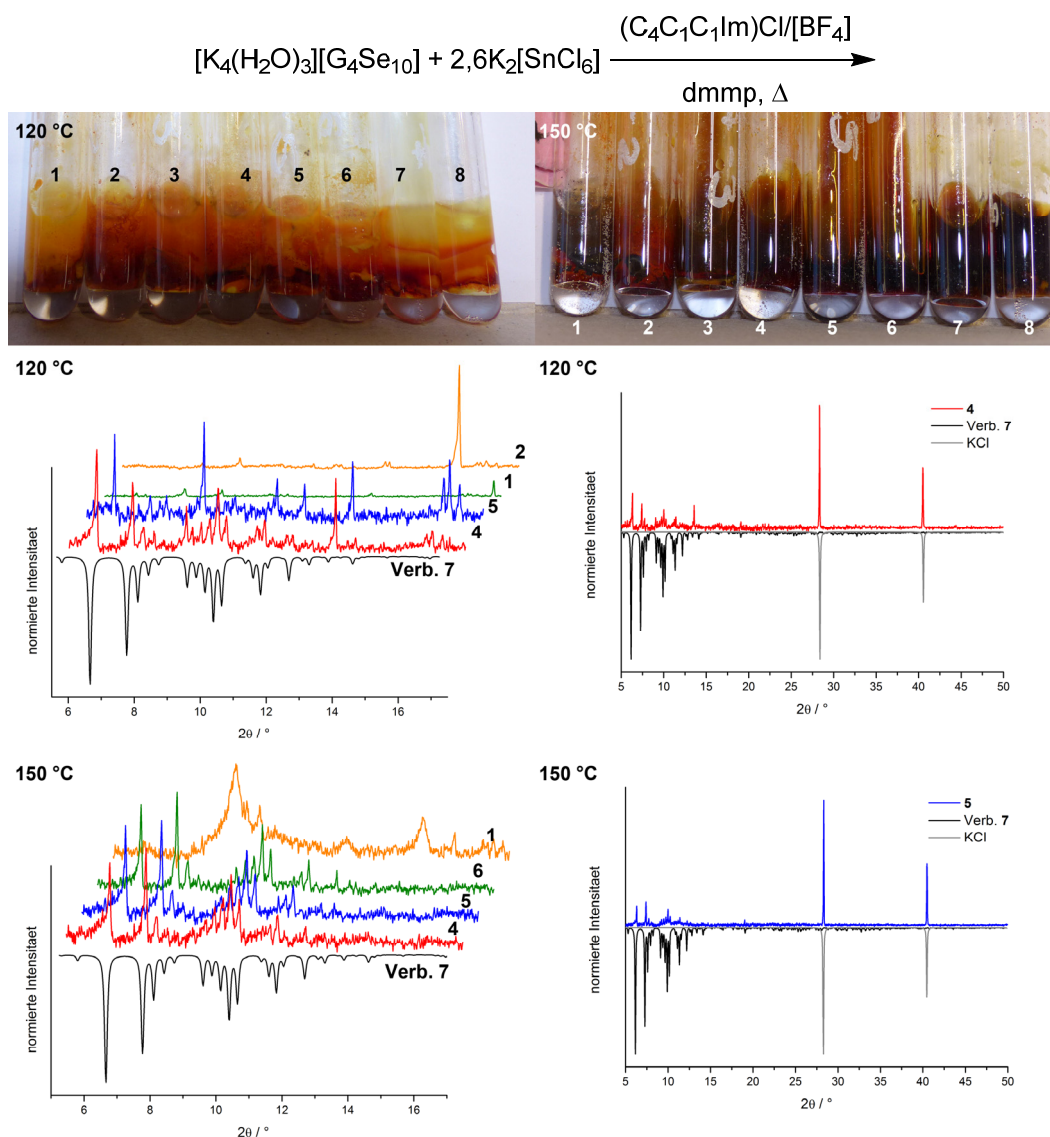 (C4C1C1Im)Cl/[BF4]
[K4(H2O)3][G4Se10] + 2,6K2[SnCl6]
dmmp, Δ
120 °C
1 2 3 4 5 6 7 8
150 °C
1 2 3 4 5 6 7 8
120 °C
2
1
5
4
Verb. 7
normierte Intensitaet
6 8 10 12 14 16
2θ / °
120 °C
4
Verb. 7
KCl
normierte Intensitaet
5 10 15 20 25 30 35 40 45 50
2θ / °
150 °C
1
6
5
4
Verb. 7
normierte Intensitaet
6 8 10 12 14 16
2θ / °
150 °C
5
Verb. 7
KCl
normierte Intensitaet
5 10 15 20 25 30 35 40 45 50
2θ / °